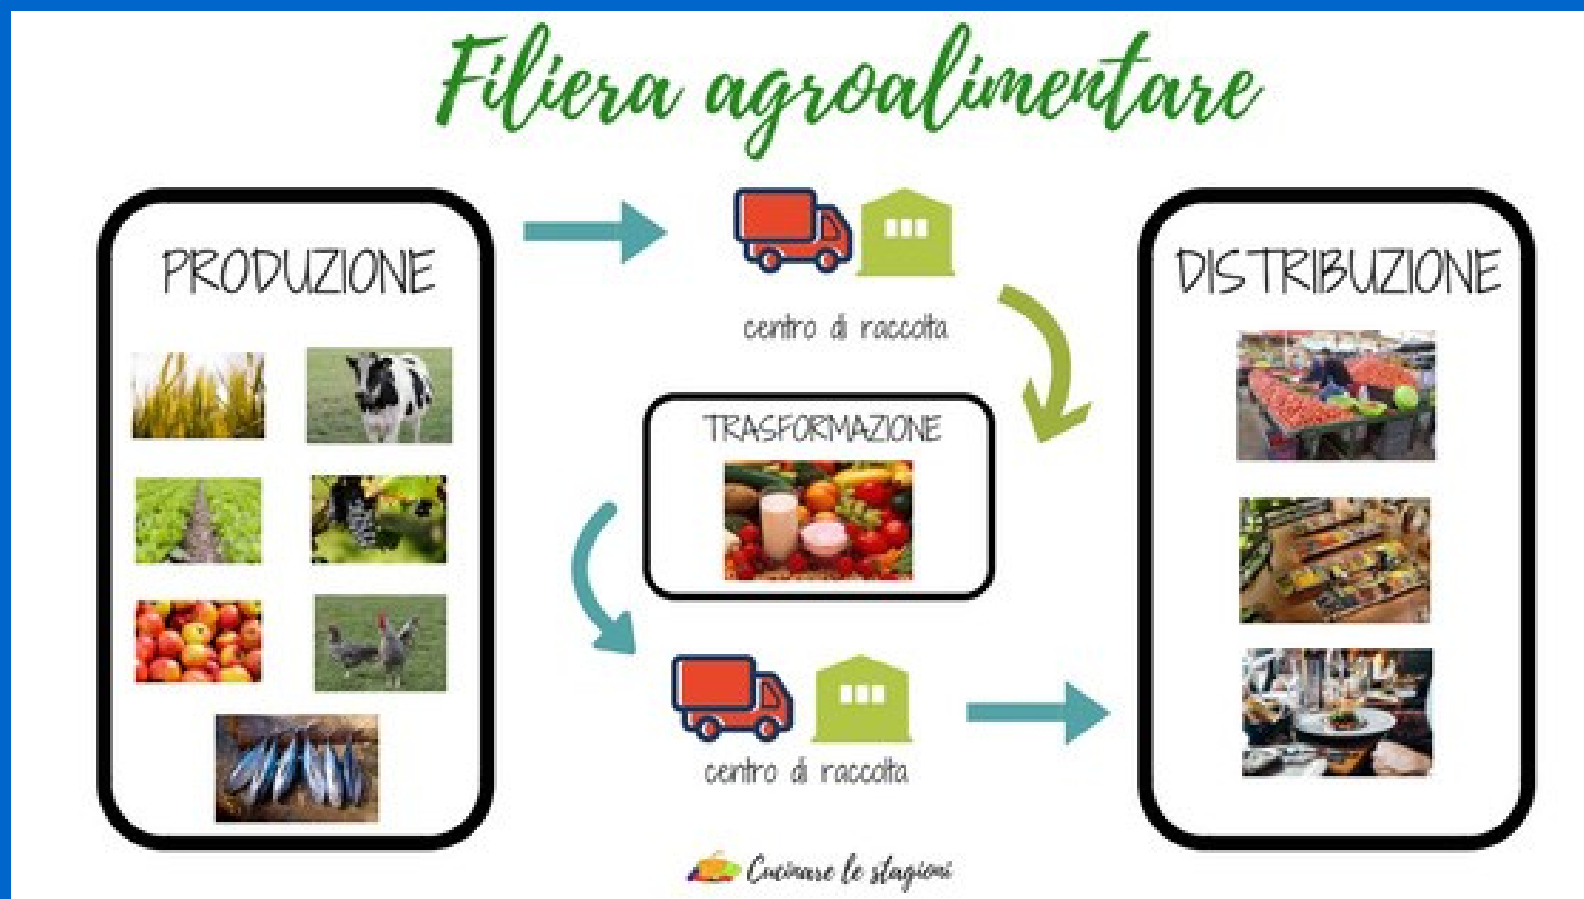 Filiera agroalimentare
PRODUZIONE
centro di raccolta
TRASFORMAZIONE
centro di raccolta
DISTRIBUZIONE
Cucinare le stagioni